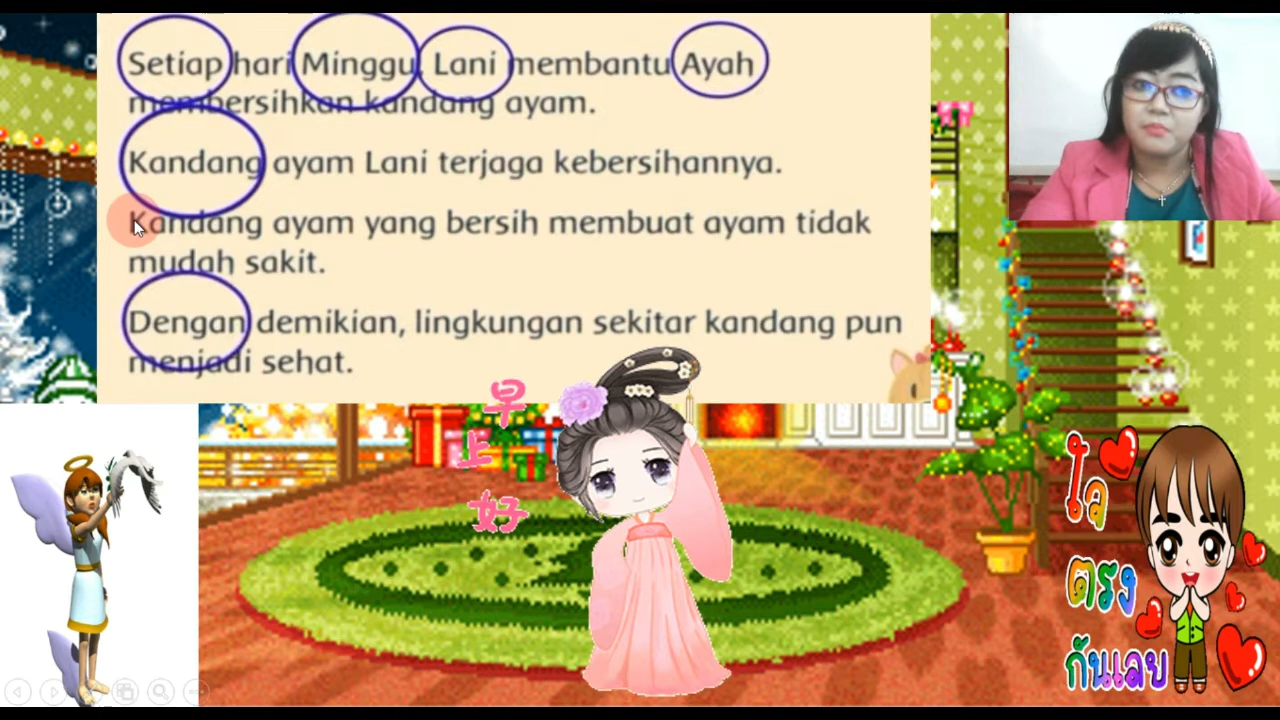 Setiap hari Minggu, Lani membantu Ayah
membersihkan kandang ayam.
Kandang ayam Lani terjaga kebersihannya.
Kandang ayam yang bersih membuat ayam tidak
mudah sakit.
Dengan demikian, lingkungan sekitar kandang pun
menjadi sehat.
早
上
好
ใจ
ตรง
กันเลย